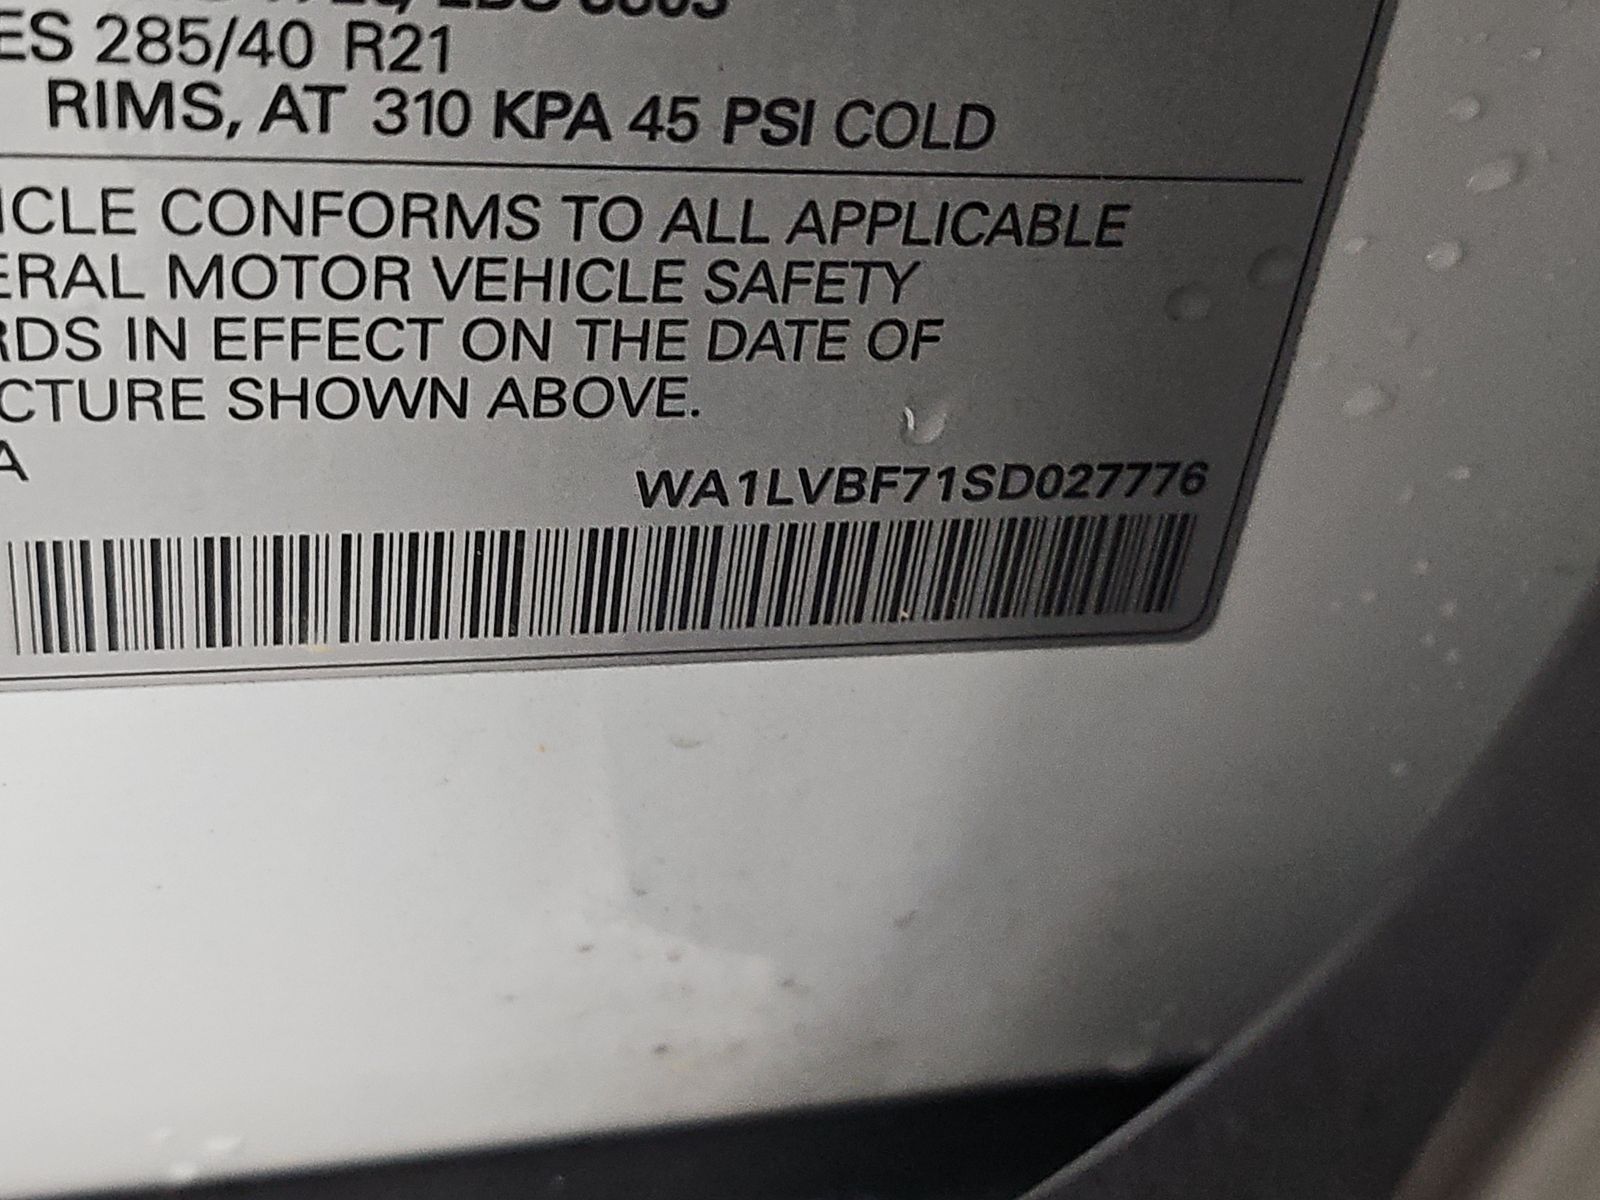 ES 285/40 R21
RIMS, AT 310 KPA 45 PSI COLD
ICLE CONFORMS TO ALL APPLICABLE
ERAL MOTOR VEHICLE SAFETY
RDS IN EFFECT ON THE DATE OF
CTURE SHOWN ABOVE.
A
WA1LVBF71SD027776